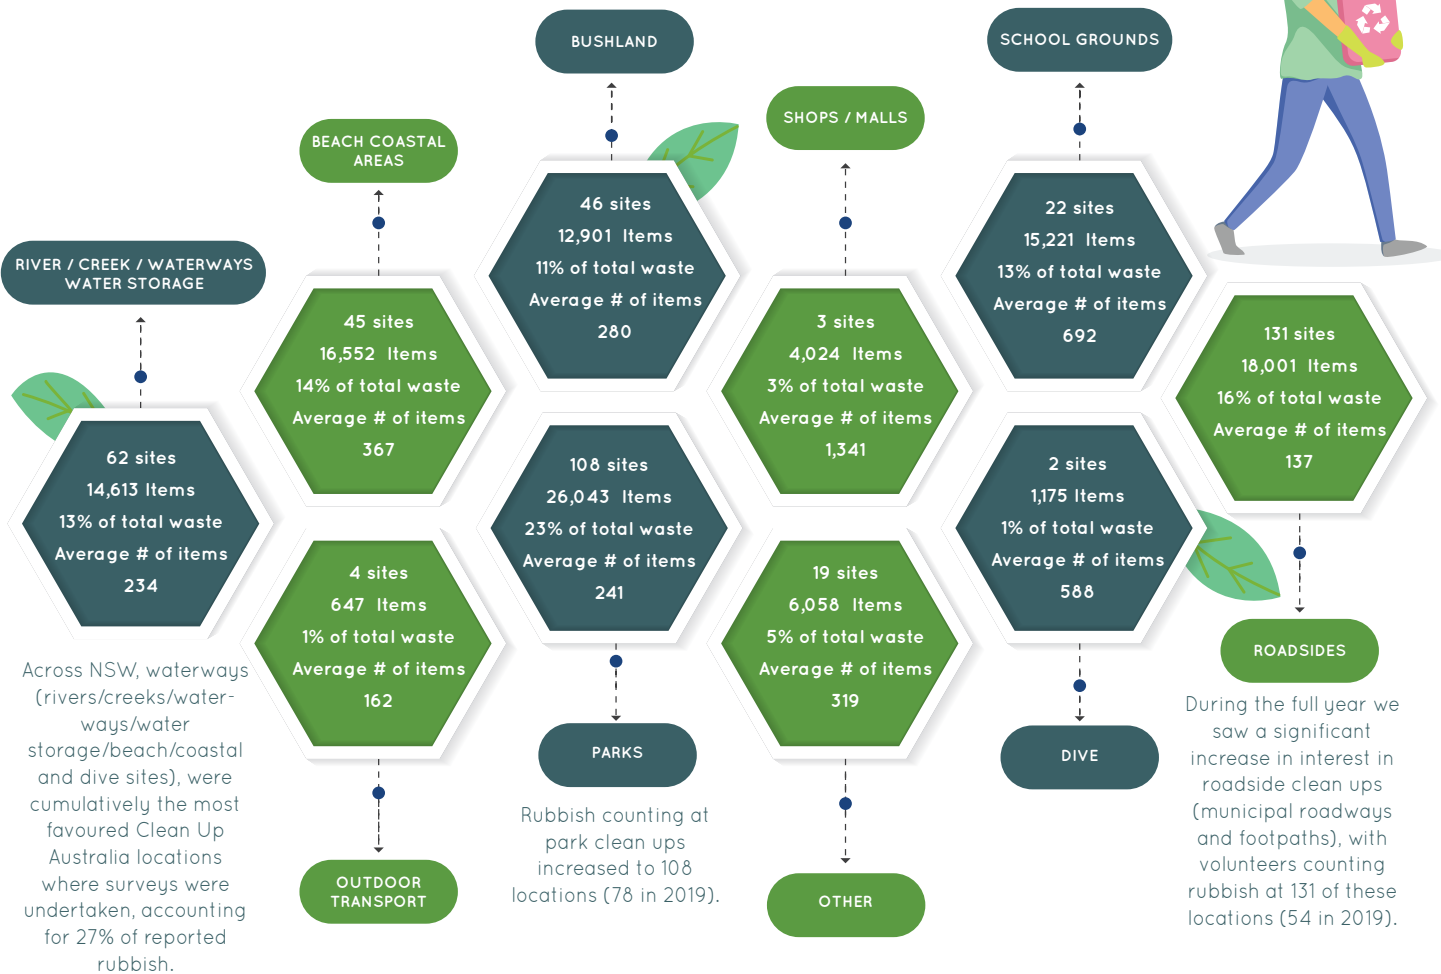 BUSHLAND
SCHOOL GROUNDS
SHOPS / MALLS
BEACH COASTAL
AREAS
RIVER / CREEK / WATERWAYS
WATER STORAGE
62 sites
14,613 Items
13% of total waste
Average # of items
234
45 sites
16,552 Items
14% of total waste
Average # of items
367
46 sites
12,901 Items
11% of total waste
Average # of items
280
3 sites
4,024 Items
3% of total waste
Average # of items
1,341
22 sites
15,221 Items
13% of total waste
Average # of items
692
131 sites
18,001 Items
16% of total waste
Average # of items
137
4 sites
647 Items
1% of total waste
Average # of items
162
108 sites
26,043 Items
23% of total waste
Average # of items
241
19 sites
6,058 Items
5% of total waste
Average # of items
319
2 sites
1,175 Items
1% of total waste
Average # of items
588
Across NSW, waterways
(rivers/creeks/water-
ways/water
storage/beach/coastal
and dive sites), were
cumulatively the most
favoured Clean Up
Australia locations
where surveys were
undertaken, accounting
for 27% of reported
rubbish.
OUTDOOR
TRANSPORT
PARKS
Rubbish counting at
park clean ups
increased to 108
locations (78 in 2019).
OTHER
DIVE
ROADSIDES
During the full year we
saw a significant
increase in interest in
roadside clean ups
(municipal roadways
and footpaths), with
volunteers counting
rubbish at 131 of these
locations (54 in 2019).